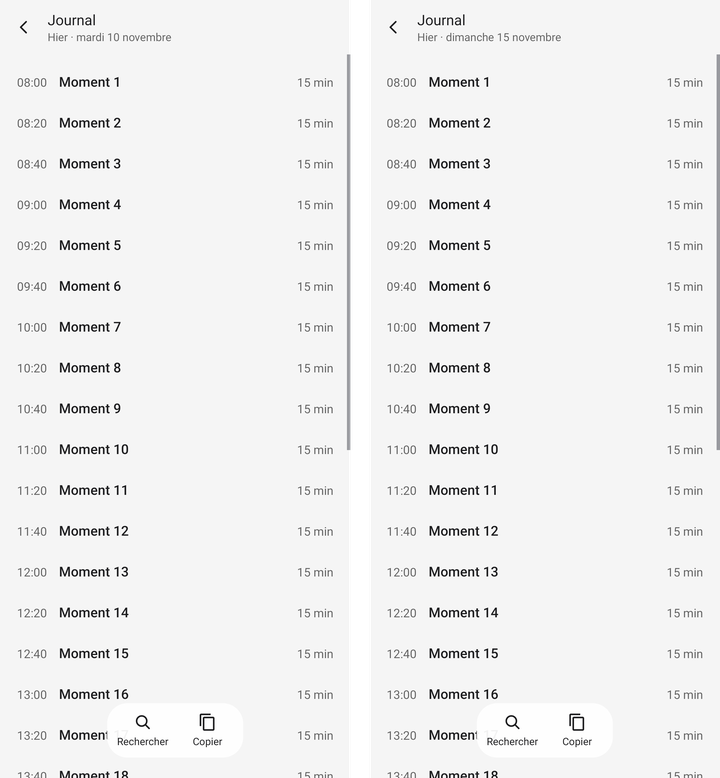 Journal
Hier · mardi 10 novembre
08:00 Moment 1 15 min
08:20 Moment 2 15 min
08:40 Moment 3 15 min
09:00 Moment 4 15 min
09:20 Moment 5 15 min
09:40 Moment 6 15 min
10:00 Moment 7 15 min
10:20 Moment 8 15 min
10:40 Moment 9 15 min
11:00 Moment 10 15 min
11:20 Moment 11 15 min
11:40 Moment 12 15 min
12:00 Moment 13 15 min
12:20 Moment 14 15 min
12:40 Moment 15 15 min
13:00 Moment 16 15 min
13:20 Moment 15 min
Rechercher Copier
13:40 Moment 18 15 min
Journal
Hier · dimanche 15 novembre
08:00 Moment 1 15 min
08:20 Moment 2 15 min
08:40 Moment 3 15 min
09:00 Moment 4 15 min
09:20 Moment 5 15 min
09:40 Moment 6 15 min
10:00 Moment 7 15 min
10:20 Moment 8 15 min
10:40 Moment 9 15 min
11:00 Moment 10 15 min
11:20 Moment 11 15 min
11:40 Moment 12 15 min
12:00 Moment 13 15 min
12:20 Moment 14 15 min
12:40 Moment 15 15 min
13:00 Moment 16 15 min
13:20 Moment 15 min
Rechercher Copier
13:40 Moment 18 15 min